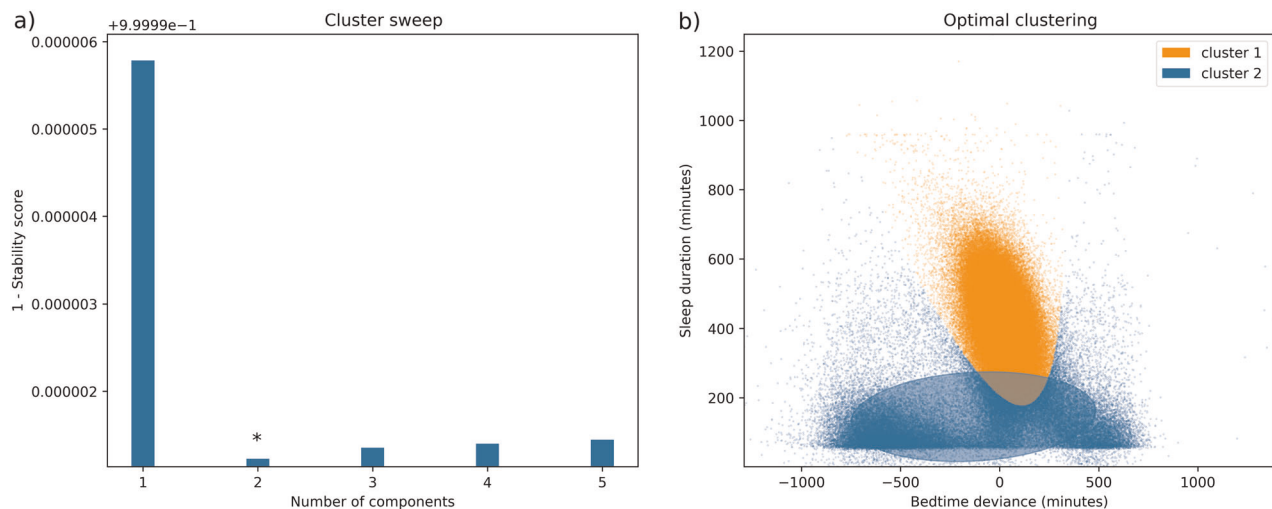 a)
Cluster sweep
+9.9999e−1
0.000006
0.000005
0.000004
0.000003
0.000002
1 - Stability score
*
1 2 3 4 5
Number of components
b)
Optimal clustering
cluster 1
cluster 2
1200
1000
800
600
400
200
Sleep duration (minutes)
−1000 −500 0 500 1000
Bedtime deviance (minutes)